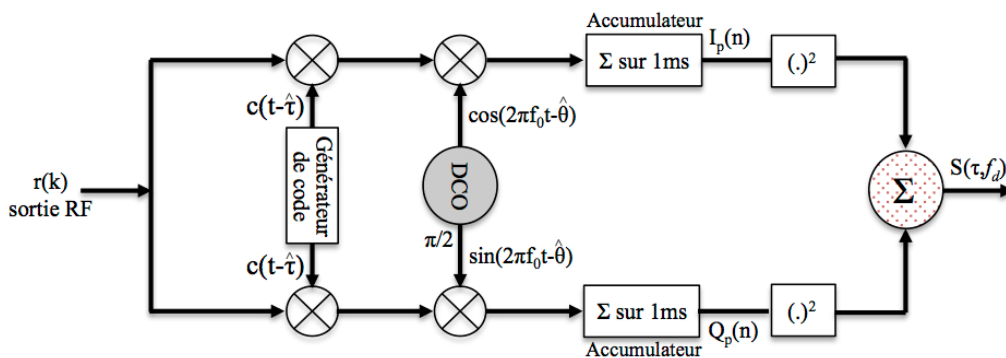 Accumulateur
I_p(n)
Σ sur 1ms
(.)²
c(t-τ̂)
cos(2πf₀t-θ̂)
r(k)
sortie RF
Générateur
de code
DCO
Σ
S(τ,f_d)
π/2
c(t-τ̂)
sin(2πf₀t-θ̂)
Σ sur 1ms
(.)²
Q_p(n)
Accumulateur